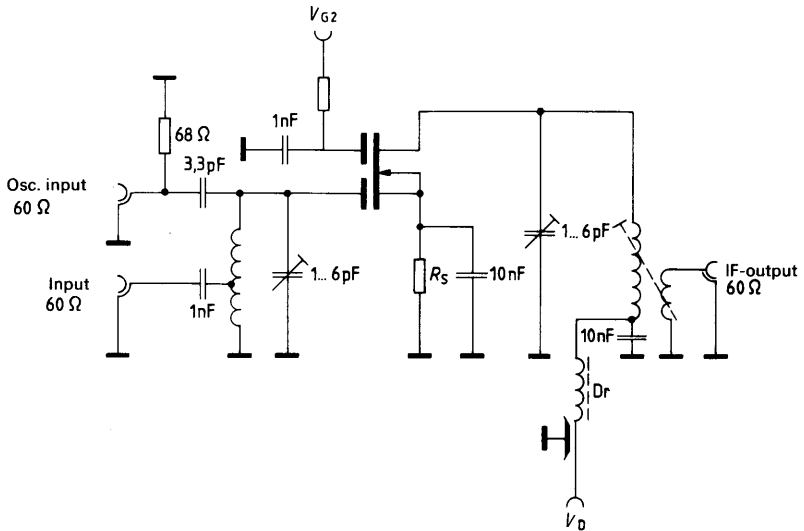 V_G2
1nF
68 Ω
3,3pF
Osc. input
60 Ω
Input
60 Ω
1nF
1...6pF
R_S
10nF
1...6pF
IF-output
60 Ω
10nF
Dr
V_D